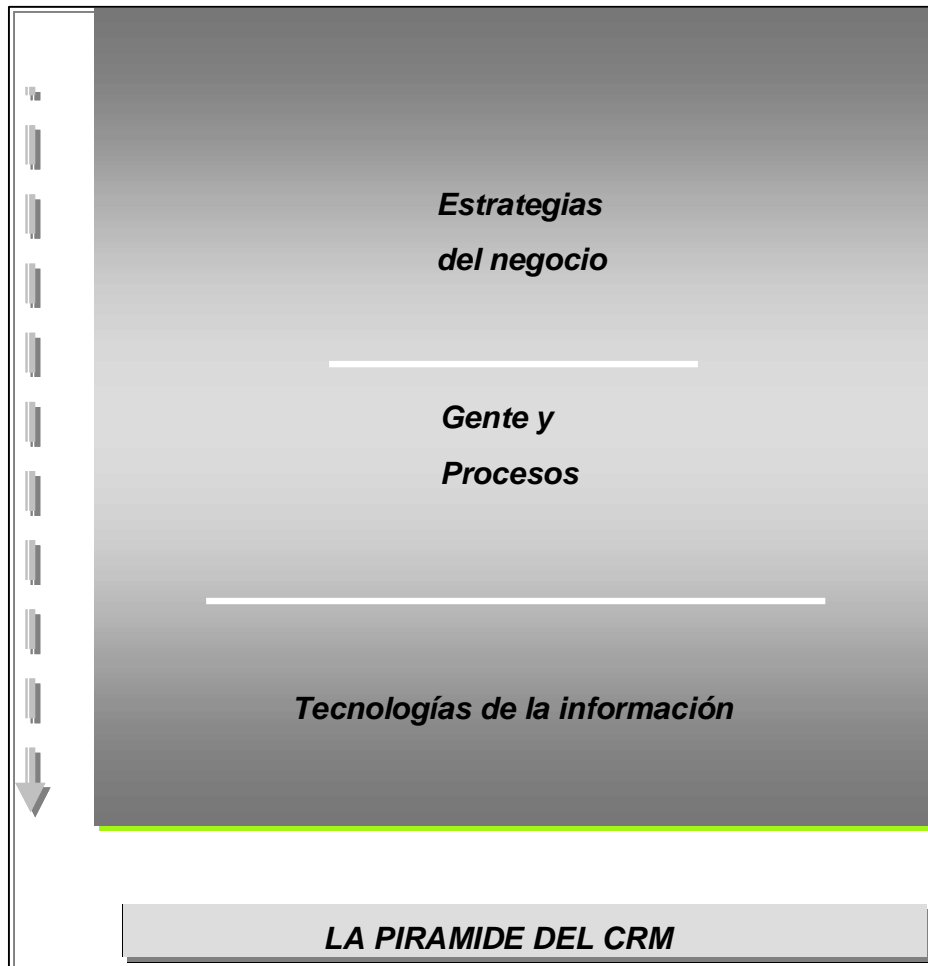 Estrategias
del negocio
Gente y
Procesos
Tecnologías de la información
LA PIRAMIDE DEL CRM